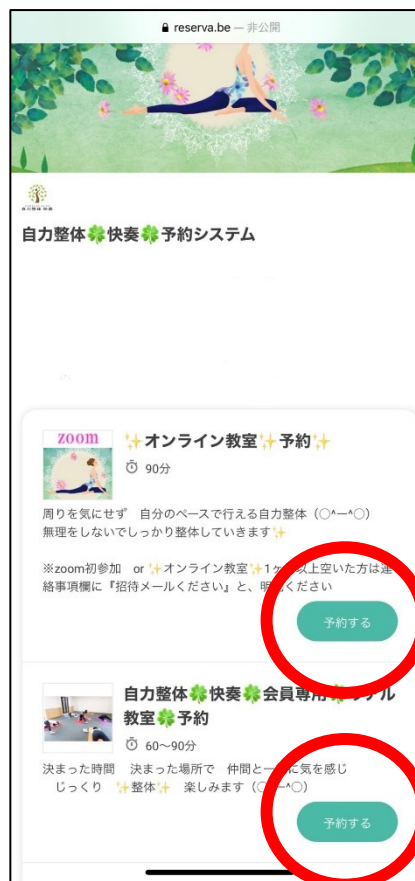 reserva.be — 非公開
自力整体🍀快奏🍀予約システム
zoom
✨オンライン教室✨予約✨
90分
周りを気にせず　自分のペースで行える自力整体（○^ー^○）
無理をしないでしっかり整体していきます✨
※zoom初参加　or ✨オンライン教室✨1ヶ 以上空いた方は連
絡事項欄に『招待メールください』と、明 ください
予約する
自力整体🍀快奏🍀会員専用🍀 アル
教室🍀予約
60〜90分
決まった時間　決まった場所で　仲間と一 に気を感じ
じっくり　✨整体✨　楽しみます（○ ー^○）
予約する